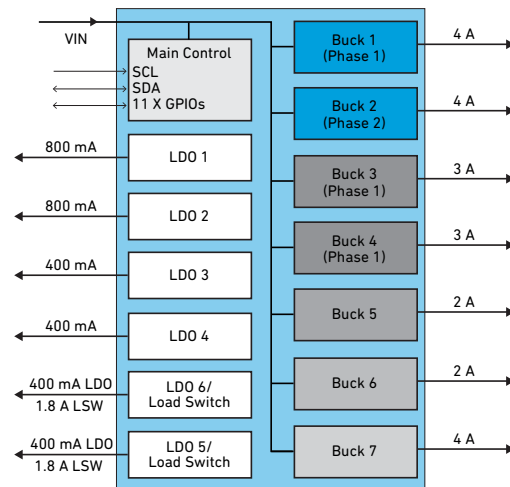 VIN
Main Control
SCL
SDA
11 X GPIOs
800 mA
LDO 1
800 mA
LDO 2
400 mA
LDO 3
400 mA
LDO 4
400 mA LDO
1.8 A LSW
LDO 6/
Load Switch
400 mA LDO
1.8 A LSW
LDO 5/
Load Switch
Buck 1
(Phase 1)
4 A
Buck 2
(Phase 2)
4 A
Buck 3
(Phase 1)
3 A
Buck 4
(Phase 1)
3 A
Buck 5
2 A
Buck 6
2 A
Buck 7
4 A